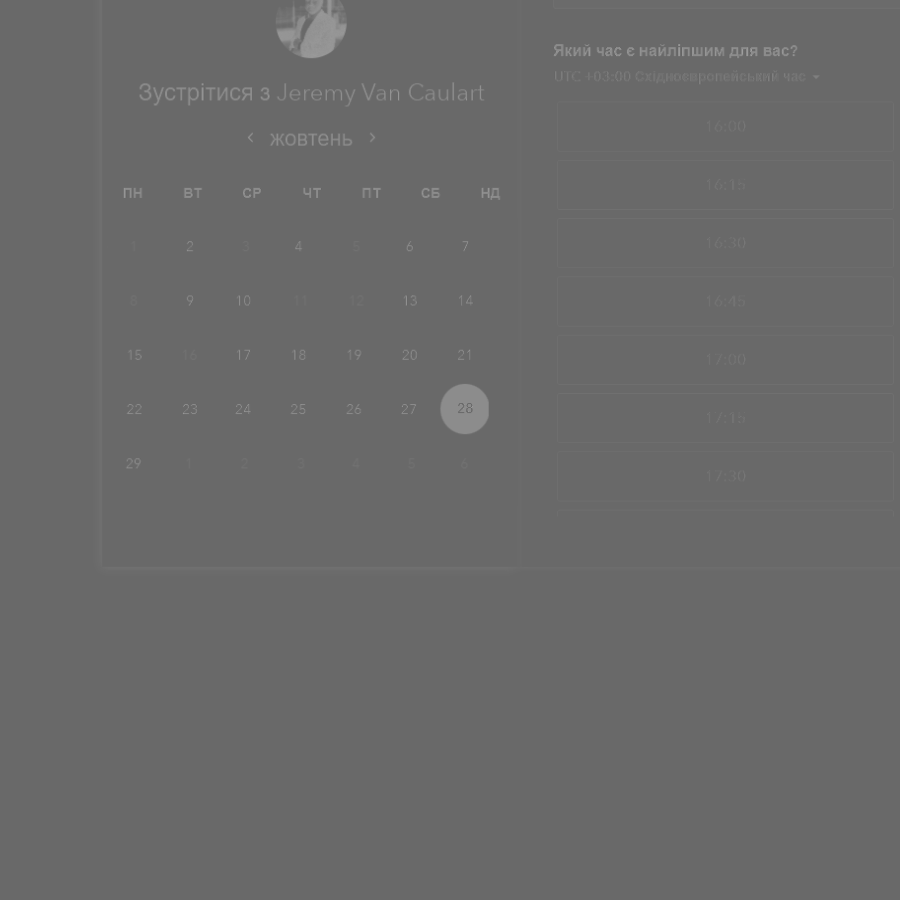 Зустрітися з Jeremy Van Caulart
жовтень
ПН ВТ СР ЧТ ПТ СБ НД
1 2 3 4 5 6 7
8 9 10 11 12 13 14
15 16 17 18 19 20 21
22 23 24 25 26 27 28
29 1 2 3 4 5 6
Який час є найліпшим для вас?
UTC +03:00 Східноєвропейський час
16:00
16:15
16:30
16:45
17:00
17:15
17:30